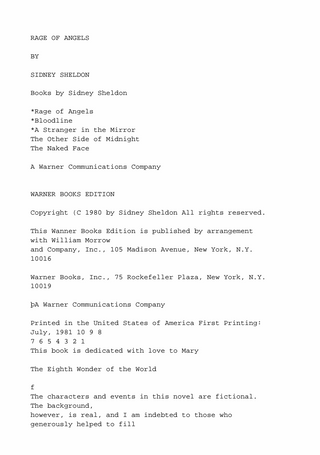 RAGE OF ANGELS
BY
SIDNEY SHELDON
Books by Sidney Sheldon
*Rage of Angels
*Bloodline
*A Stranger in the Mirror
The Other Side of Midnight
The Naked Face
A Warner Communications Company
WARNER BOOKS EDITION
Copyright (C 1980 by Sidney Sheldon All rights reserved.
This Wanner Books Edition is published by arrangement
with William Morrow
and Company, Inc., 105 Madison Avenue, New York, N.Y.
10016
Warner Books, Inc., 75 Rockefeller Plaza, New York, N.Y.
10019
þA Warner Communications Company
Printed in the United States of America First Printing:
July, 1981 10 9 8
7 6 5 4 3 2 1
This book is dedicated with love to Mary
The Eighth Wonder of the World
f
The characters and events in this novel are fictional.
The background,
however, is real, and I am indebted to those who
generously helped to fill